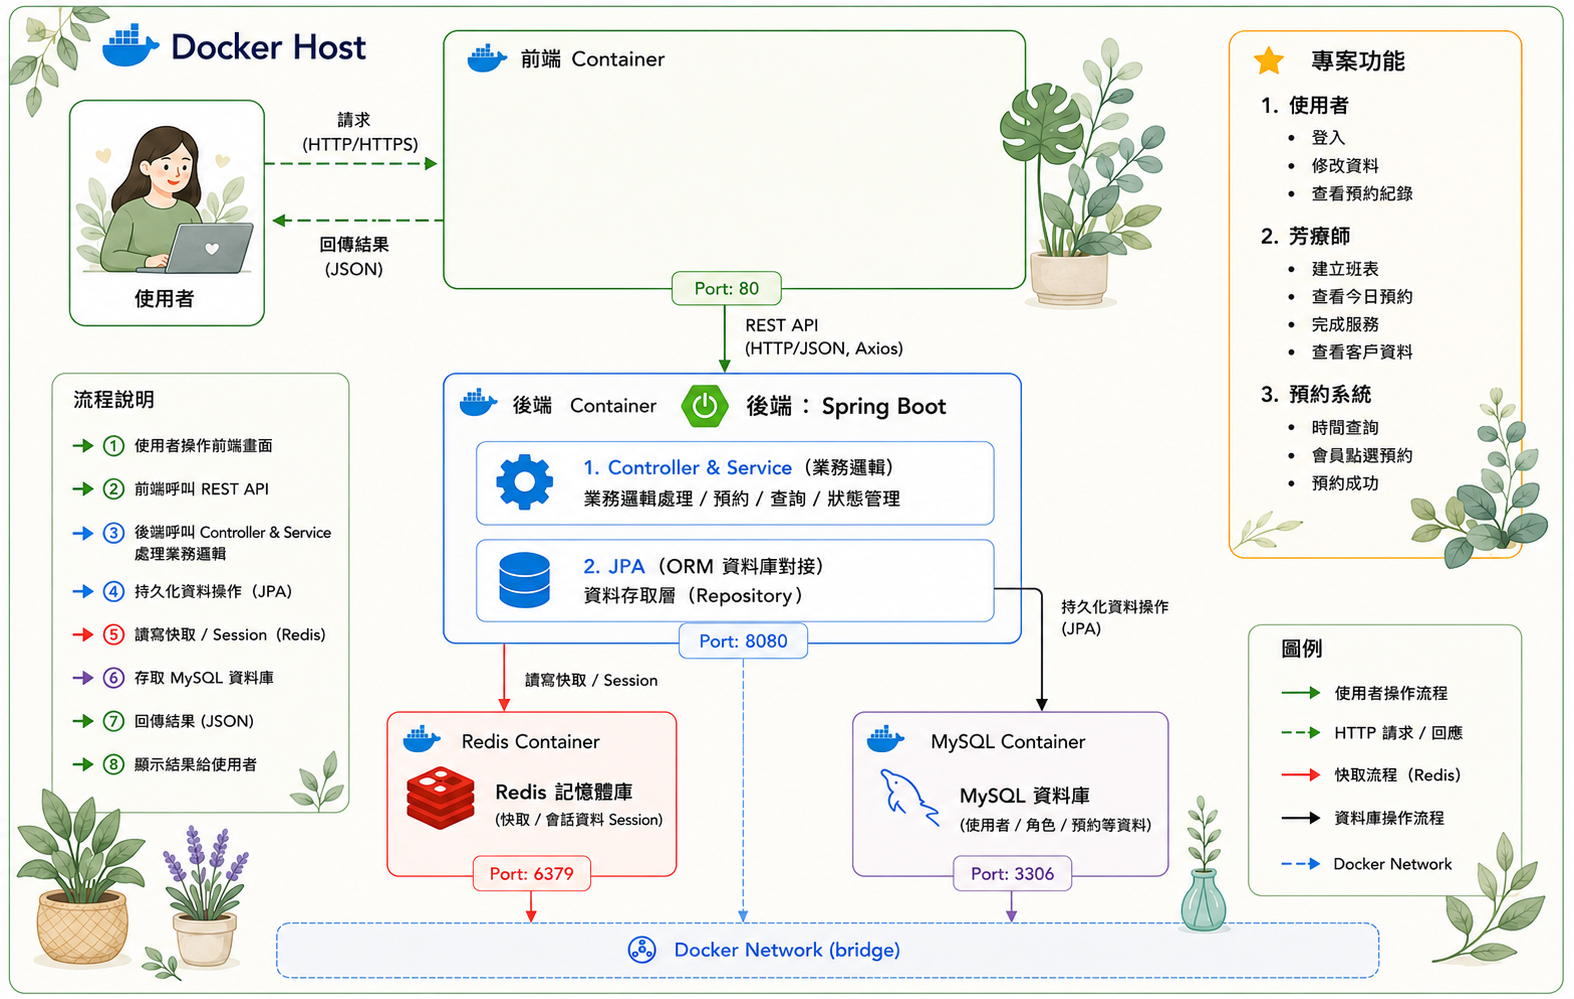 Docker Host
前端 Container
請求
(HTTP/HTTPS)
回傳結果
(JSON)
使用者
Port: 80
REST API
(HTTP/JSON, Axios)
專案功能
1. 使用者
• 登入
• 修改資料
• 查看預約紀錄
2. 芳療師
• 建立班表
• 查看今日預約
• 完成服務
• 查看客戶資料
3. 預約系統
• 時間查詢
• 會員點選預約
• 預約成功
流程說明
1 使用者操作前端畫面
2 前端呼叫 REST API
3 後端呼叫 Controller & Service
處理業務邏輯
4 持久化資料操作（JPA）
5 讀寫快取 / Session（Redis）
6 存取 MySQL 資料庫
7 回傳結果 (JSON)
8 顯示結果給使用者
後端 Container
後端：Spring Boot
1. Controller & Service（業務邏輯）
業務邏輯處理 / 預約 / 查詢 / 狀態管理
2. JPA（ORM 資料庫對接）
資料存取層（Repository）
Port: 8080
持久化資料操作
(JPA)
讀寫快取 / Session
Redis Container
Redis 記憶體庫
(快取 / 會話資料 Session)
Port: 6379
MySQL Container
MySQL 資料庫
(使用者 / 角色 / 預約等資料)
Port: 3306
圖例
使用者操作流程
HTTP 請求 / 回應
快取流程（Redis）
資料庫操作流程
Docker Network
Docker Network (bridge)